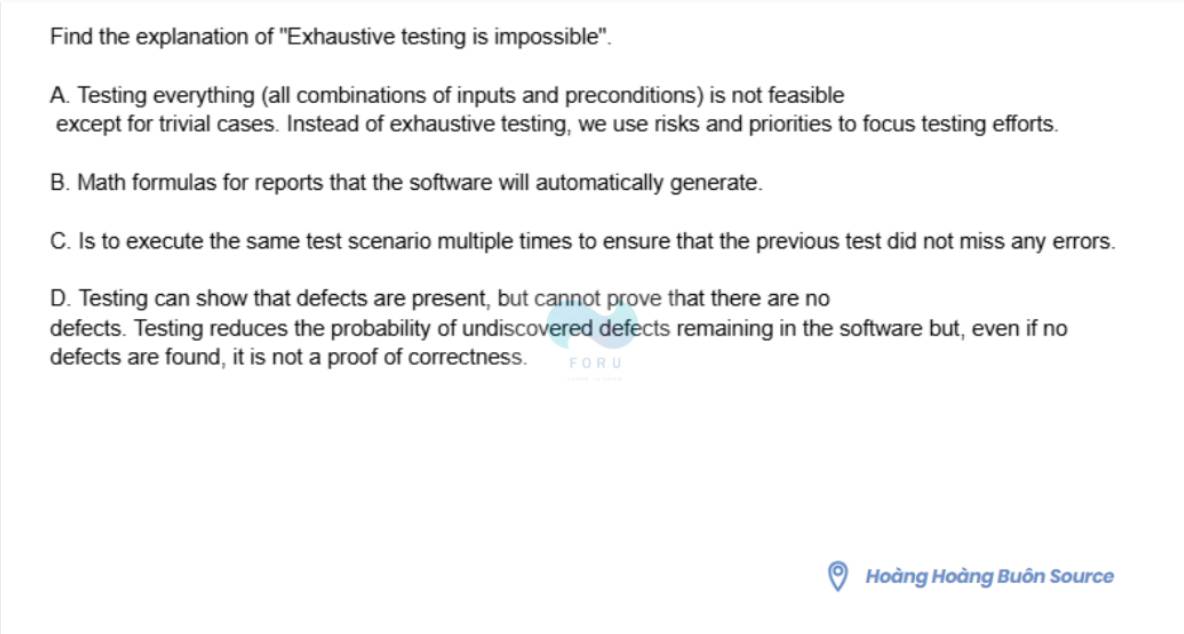 Find the explanation of "Exhaustive testing is impossible".
A. Testing everything (all combinations of inputs and preconditions) is not feasible
except for trivial cases. Instead of exhaustive testing, we use risks and priorities to focus testing efforts.
B. Math formulas for reports that the software will automatically generate.
C. Is to execute the same test scenario multiple times to ensure that the previous test did not miss any errors.
D. Testing can show that defects are present, but cannot prove that there are no
defects. Testing reduces the probability of undiscovered defects remaining in the software but, even if no
defects are found, it is not a proof of correctness.
FORU
Hoàng Hoàng Buôn Source